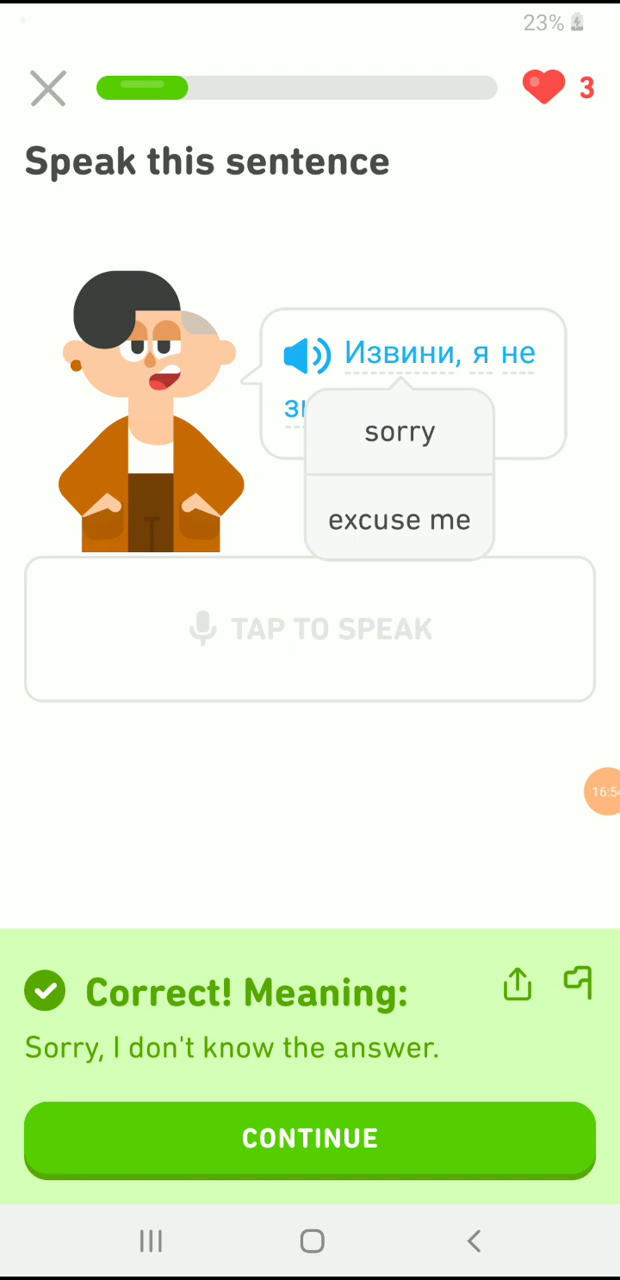 23%
3
Speak this sentence
Извини, я не
sorry
excuse me
TAP TO SPEAK
Correct! Meaning:
Sorry, I don't know the answer.
CONTINUE